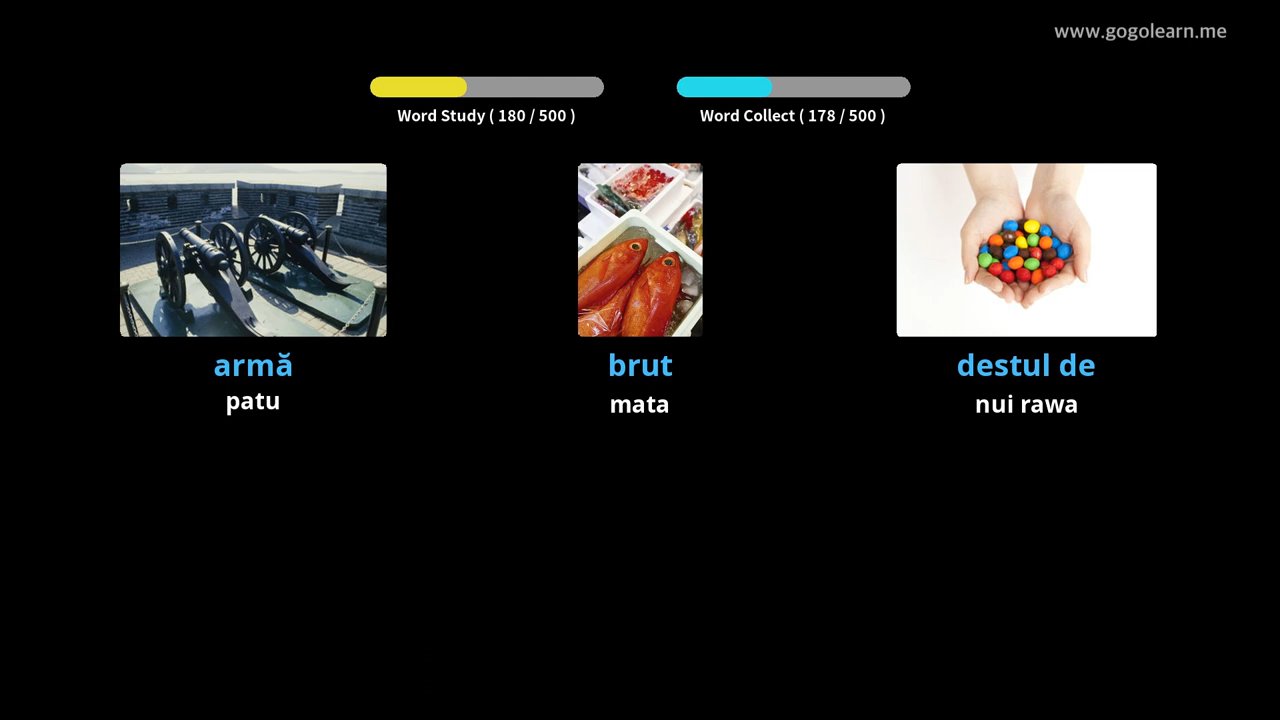 www.gogolearn.me
Word Study ( 180 / 500 )
Word Collect ( 178 / 500 )
armă
patu
brut
mata
destul de
nui rawa